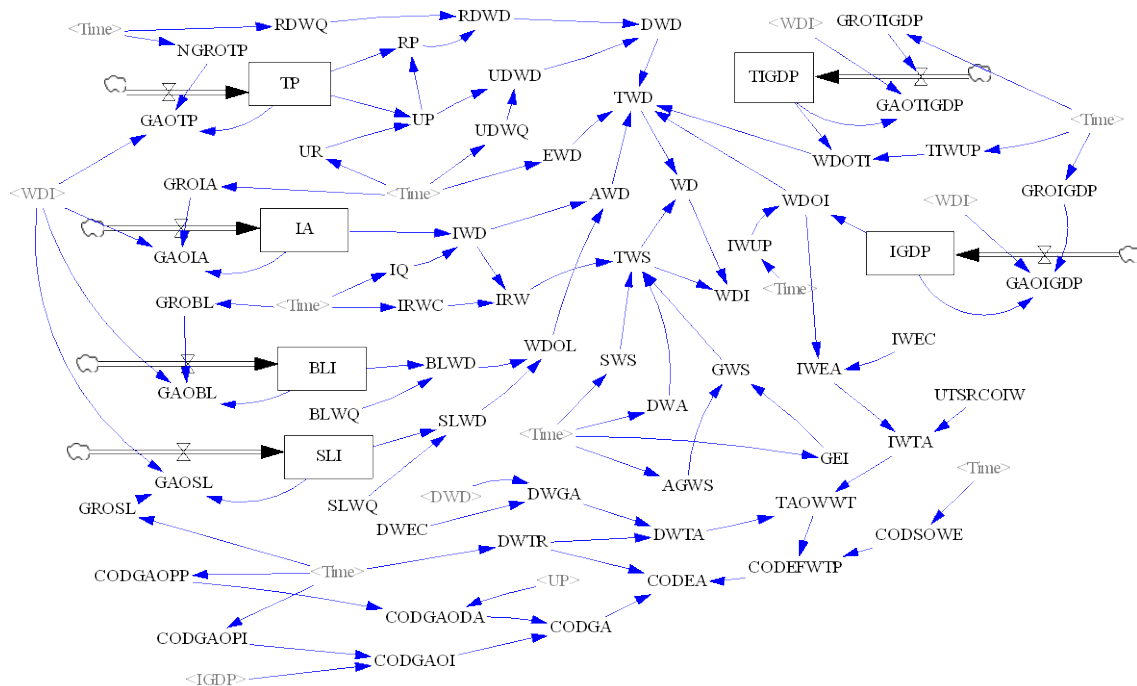 <Time>
RDWQ
RDWD
DWD
<WDI>
GROTIGDP
NGROTP
RP
TP
UDWD
TIGDP
GAOTP
UP
UDWQ
TWD
GAOTIGDP
<Time>
UR
EWD
WDOTI
TIWUP
<WDI>
GROIA
<Time>
AWD
WD
WDOI
<WDI>
GROIGDP
IA
IWD
GAOIA
IQ
TWS
IWUP
IGDP
GROBL
<Time>
IRWC
IRW
WDI
<Time>
GAOIGDP
BLI
BLWD
WDOL
SWS
GWS
IWEA
IWEC
GAOBL
BLWQ
SLWD
DWA
UTSRCOIW
SLI
<Time>
GEI
IWTA
GAOSL
AGWS
<Time>
GROSL
SLWQ
<DWD>
DWGA
TAOWWT
DWEC
DWTR
DWTA
CODSOWE
CODGAOPP
<Time>
<UP>
CODEA
CODEFWTP
CODGAODA
CODGA
CODGAOPI
CODGAOI
<IGDP>